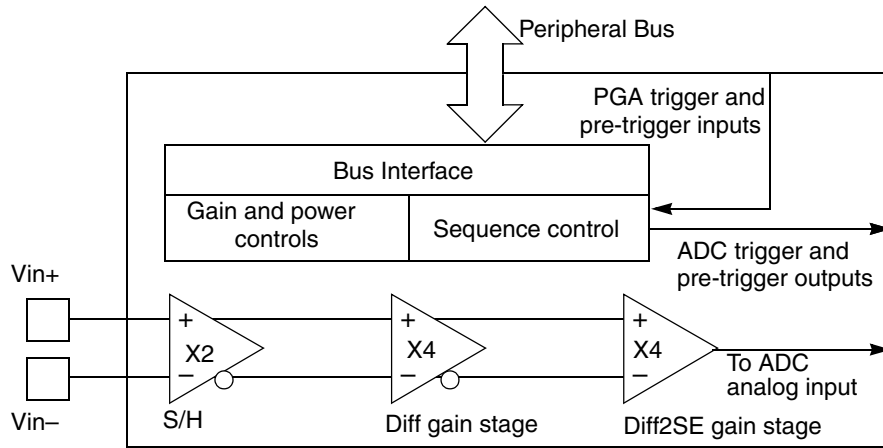 Peripheral Bus
PGA trigger and
pre-trigger inputs
Bus Interface
Gain and power
controls
Sequence control
ADC trigger and
pre-trigger outputs
Vin+
+
+
+
X2
X4
X4
−
−
−
To ADC
analog input
Vin–
S/H
Diff gain stage
Diff2SE gain stage